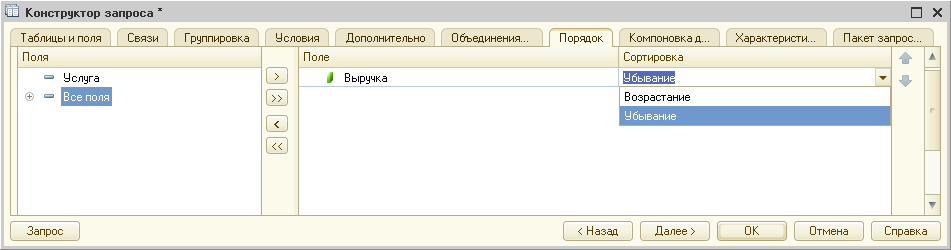 Конструктор запроса *
Таблицы и поля Связи Группировка Условия Дополнительно Объединения... Порядок Компоновка д... Характеристи... Пакет запрос...
Поля Поле Сортировка
Услуга > Выручка Убывание
Все поля >> Возрастание
< Убывание
<<
Запрос < Назад Далее > OK Отмена Справка